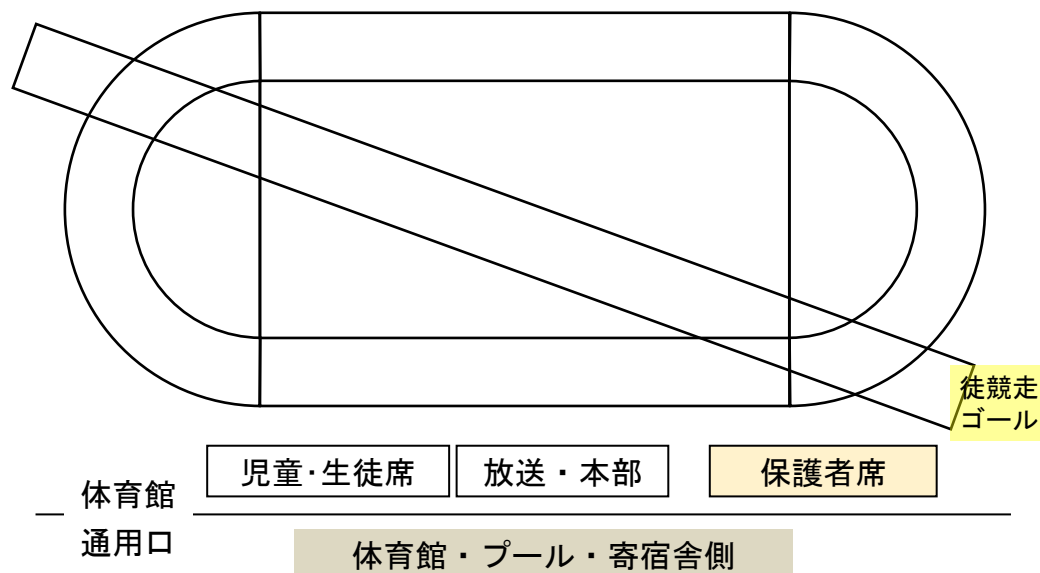 徒競走
ゴール
児童・生徒席
放送・本部
保護者席
体育館
通用口
体育館・プール・寄宿舎側